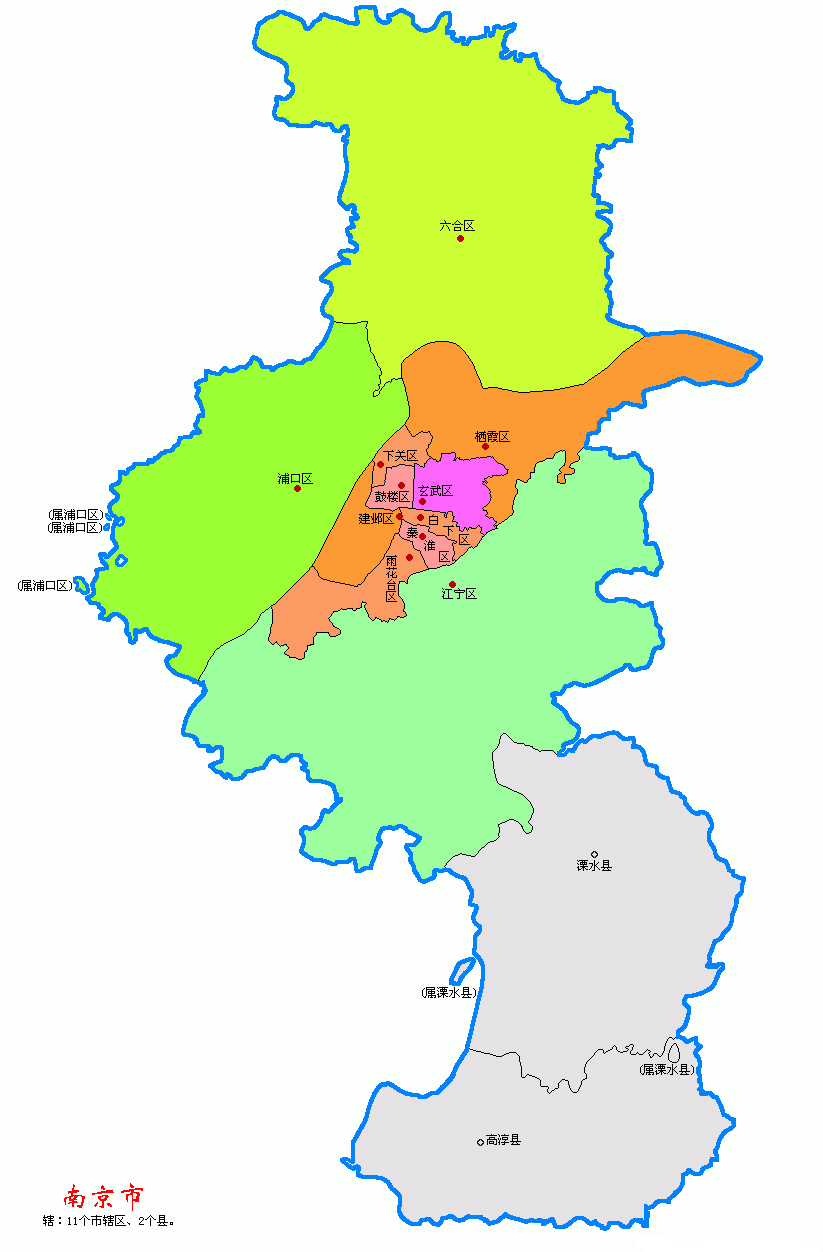 六合区
栖霞区
下关区
浦口区
鼓楼区
玄武区
(属浦口区)
(属浦口区)
建邺区
白下区
秦淮区
雨花台区
(属浦口区)
江宁区
溧水县
(属溧水县)
(属溧水县)
高淳县
南京市
辖：11个市辖区、2个县。